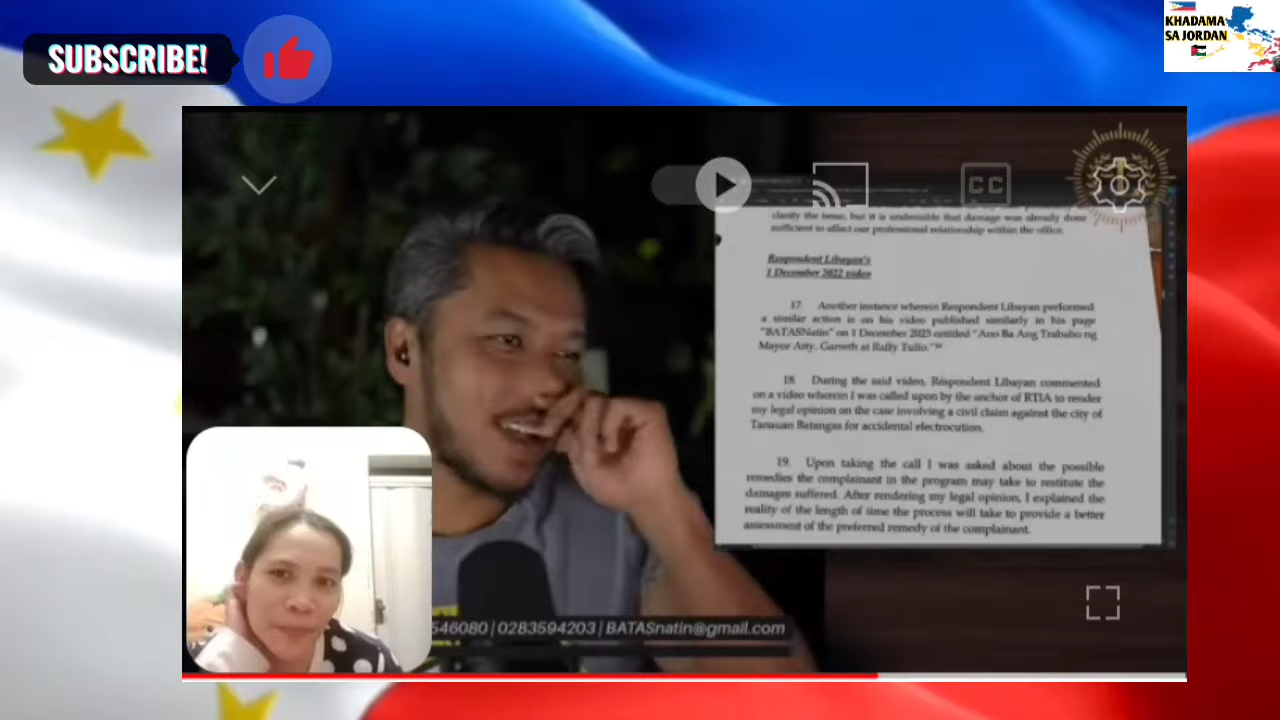 SUBSCRIBE!
KHADAMA
SA JORDAN
CC
clarify the issue, but it is undeniable that damage was already done
sufficient to affect our professional relationship within the office.
Respondent Libayan's
1 December 2022 video
17. Another instance wherein Respondent Libayan performed
a similar action is on his video published similarly in his page
"BATASNatin" on 1 December 2023 entitled "Ano Ba Ang Trabaho ng
Mayor Atty. Gareth at Raffy Tulfo."
18. During the said video, Respondent Libayan commented
on a video wherein I was called upon by the anchor of RTIA to render
my legal opinion on the case involving a civil claim against the city of
Tanauan Batangas for accidental electrocution.
19. Upon taking the call I was asked about the possible
remedies the complainant in the program may take to restitute the
damages suffered. After rendering my legal opinion, I explained the
reality of the length of time the process will take to provide a better
assessment of the preferred remedy of the complainant.
546080 | 0283594203 | BATASnatin@gmail.com